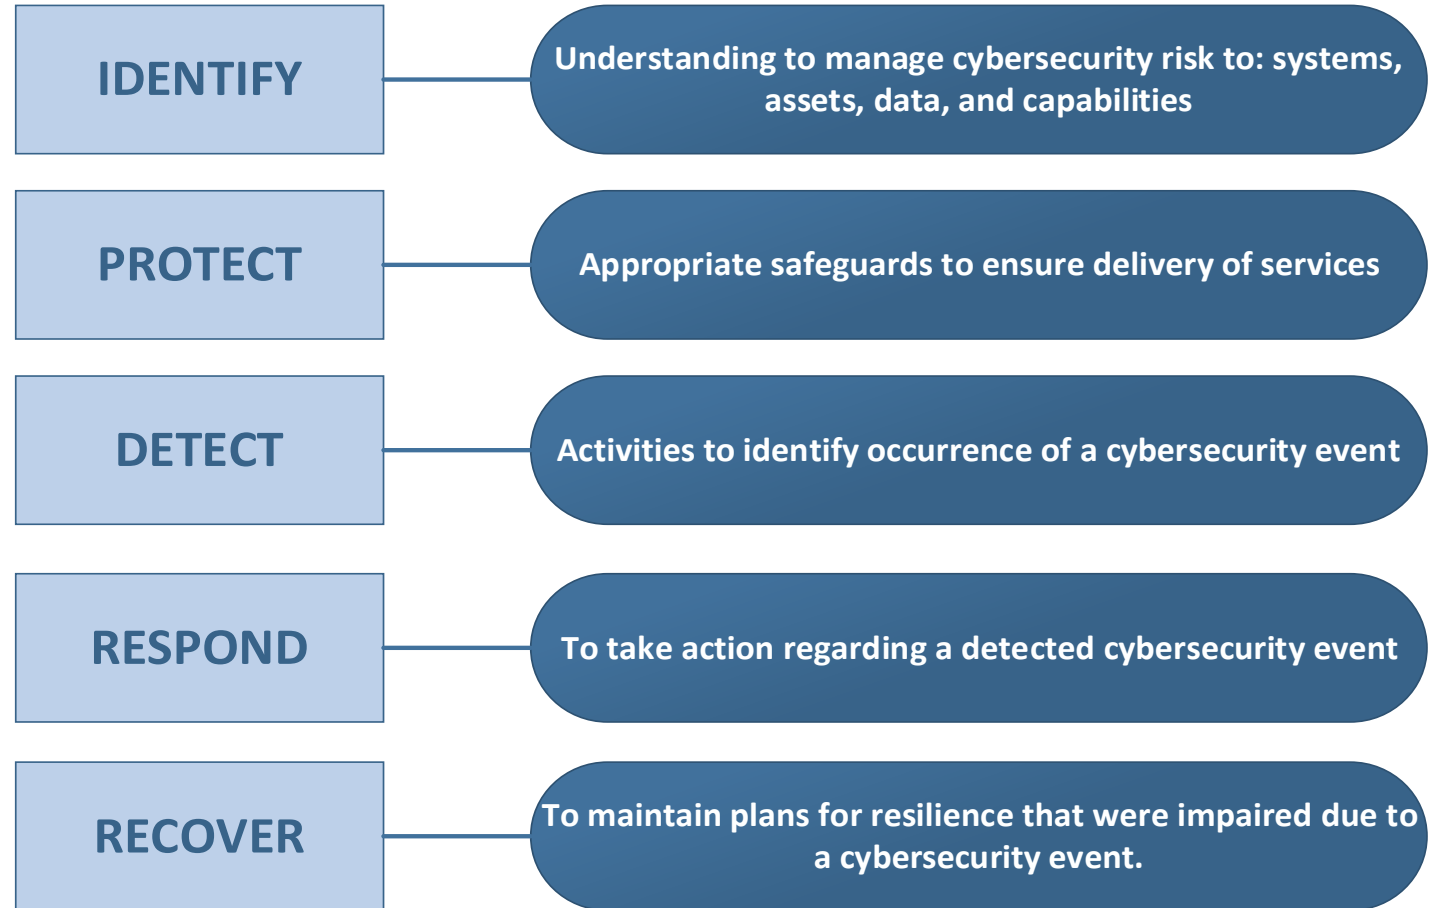 IDENTIFY
Understanding to manage cybersecurity risk to: systems,
assets, data, and capabilities
PROTECT
Appropriate safeguards to ensure delivery of services
DETECT
Activities to identify occurrence of a cybersecurity event
RESPOND
To take action regarding a detected cybersecurity event
RECOVER
To maintain plans for resilience that were impaired due to
a cybersecurity event.